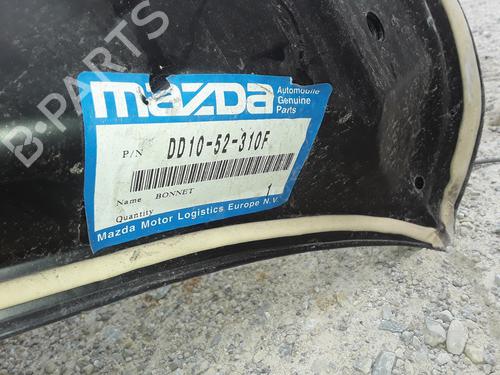 B-PARTS
mazda
Automobile
Genuine
Parts
P/N DD10-52-310F
Name BONNET
Quantity 1
Mazda Motor Logistics Europe N.V.